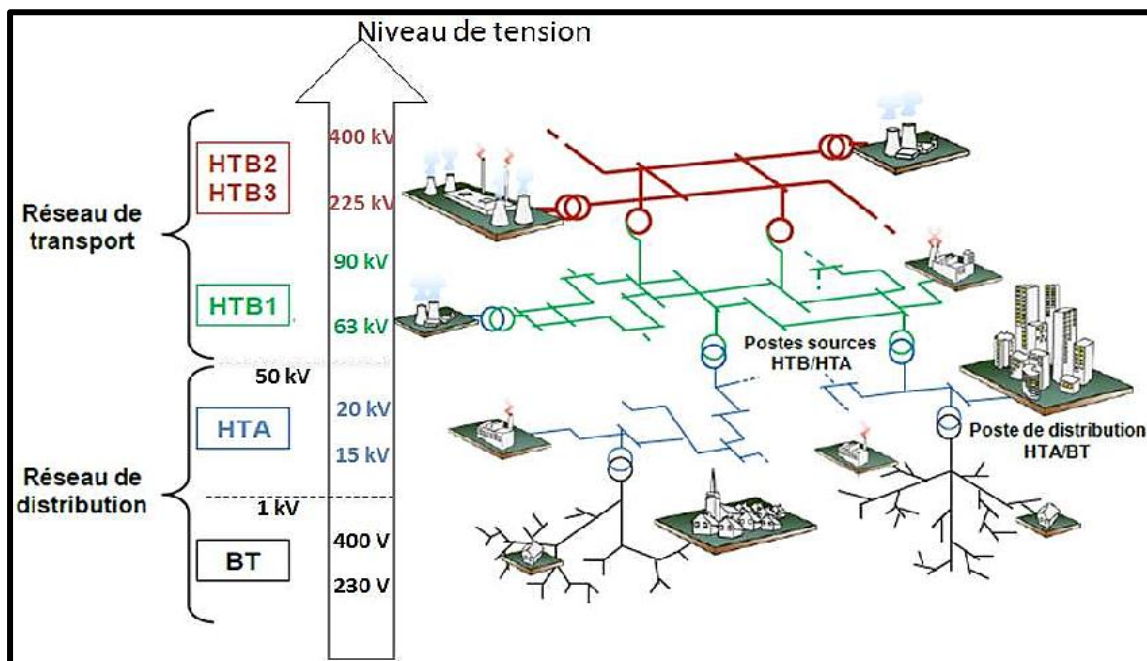 Niveau de tension
400 kV
HTB2
HTB3
225 kV
Réseau de
transport
90 kV
HTB1
63 kV
Postes sources
HTB/HTA
50 kV
20 kV
HTA
15 kV
Poste de distribution
HTA/BT
Réseau de
distribution
1 kV
400 V
BT
230 V